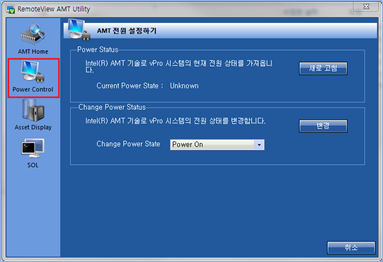 RemoteView AMT Utility
AMT Home
Power Control
Asset Display
SOL
AMT 전원 설정하기
Power Status
Intel(R) AMT 기술로 vPro 시스템의 현재 전원 상태를 가져옵니
다.
새로 고침
Current Power State : Unknown
Change Power Status
Intel(R) AMT 기술로 vPro 시스템의 전원 상태를 변경합니다.
변경
Change Power State Power On
취소